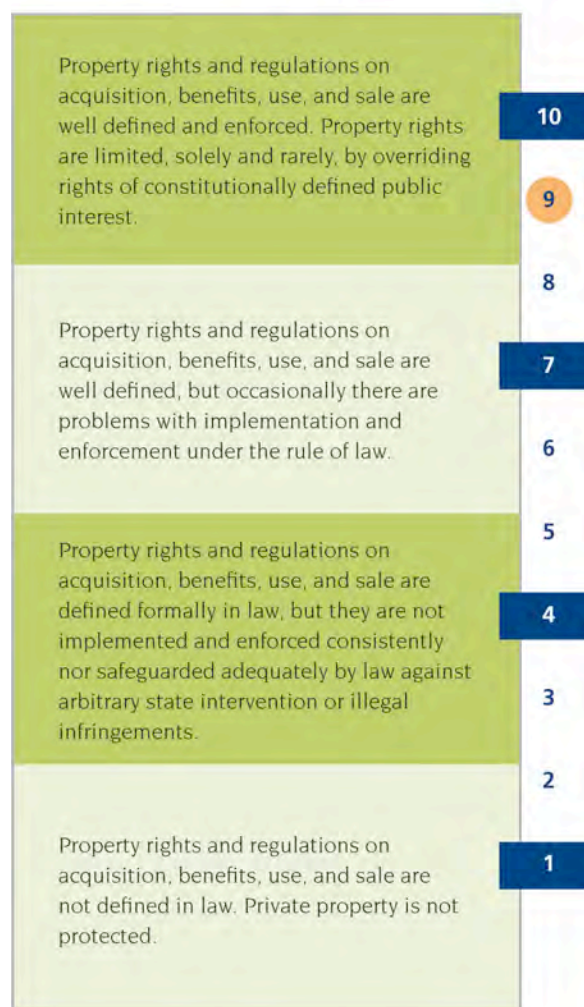 Property rights and regulations on
acquisition, benefits, use, and sale are
well defined and enforced. Property rights
are limited, solely and rarely, by overriding
rights of constitutionally defined public
interest.
10
9
8
Property rights and regulations on
acquisition, benefits, use, and sale are
well defined, but occasionally there are
problems with implementation and
enforcement under the rule of law.
7
6
5
Property rights and regulations on
acquisition, benefits, use, and sale are
defined formally in law, but they are not
implemented and enforced consistently
nor safeguarded adequately by law against
arbitrary state intervention or illegal
infringements.
4
3
2
Property rights and regulations on
acquisition, benefits, use, and sale are
not defined in law. Private property is not
protected.
1